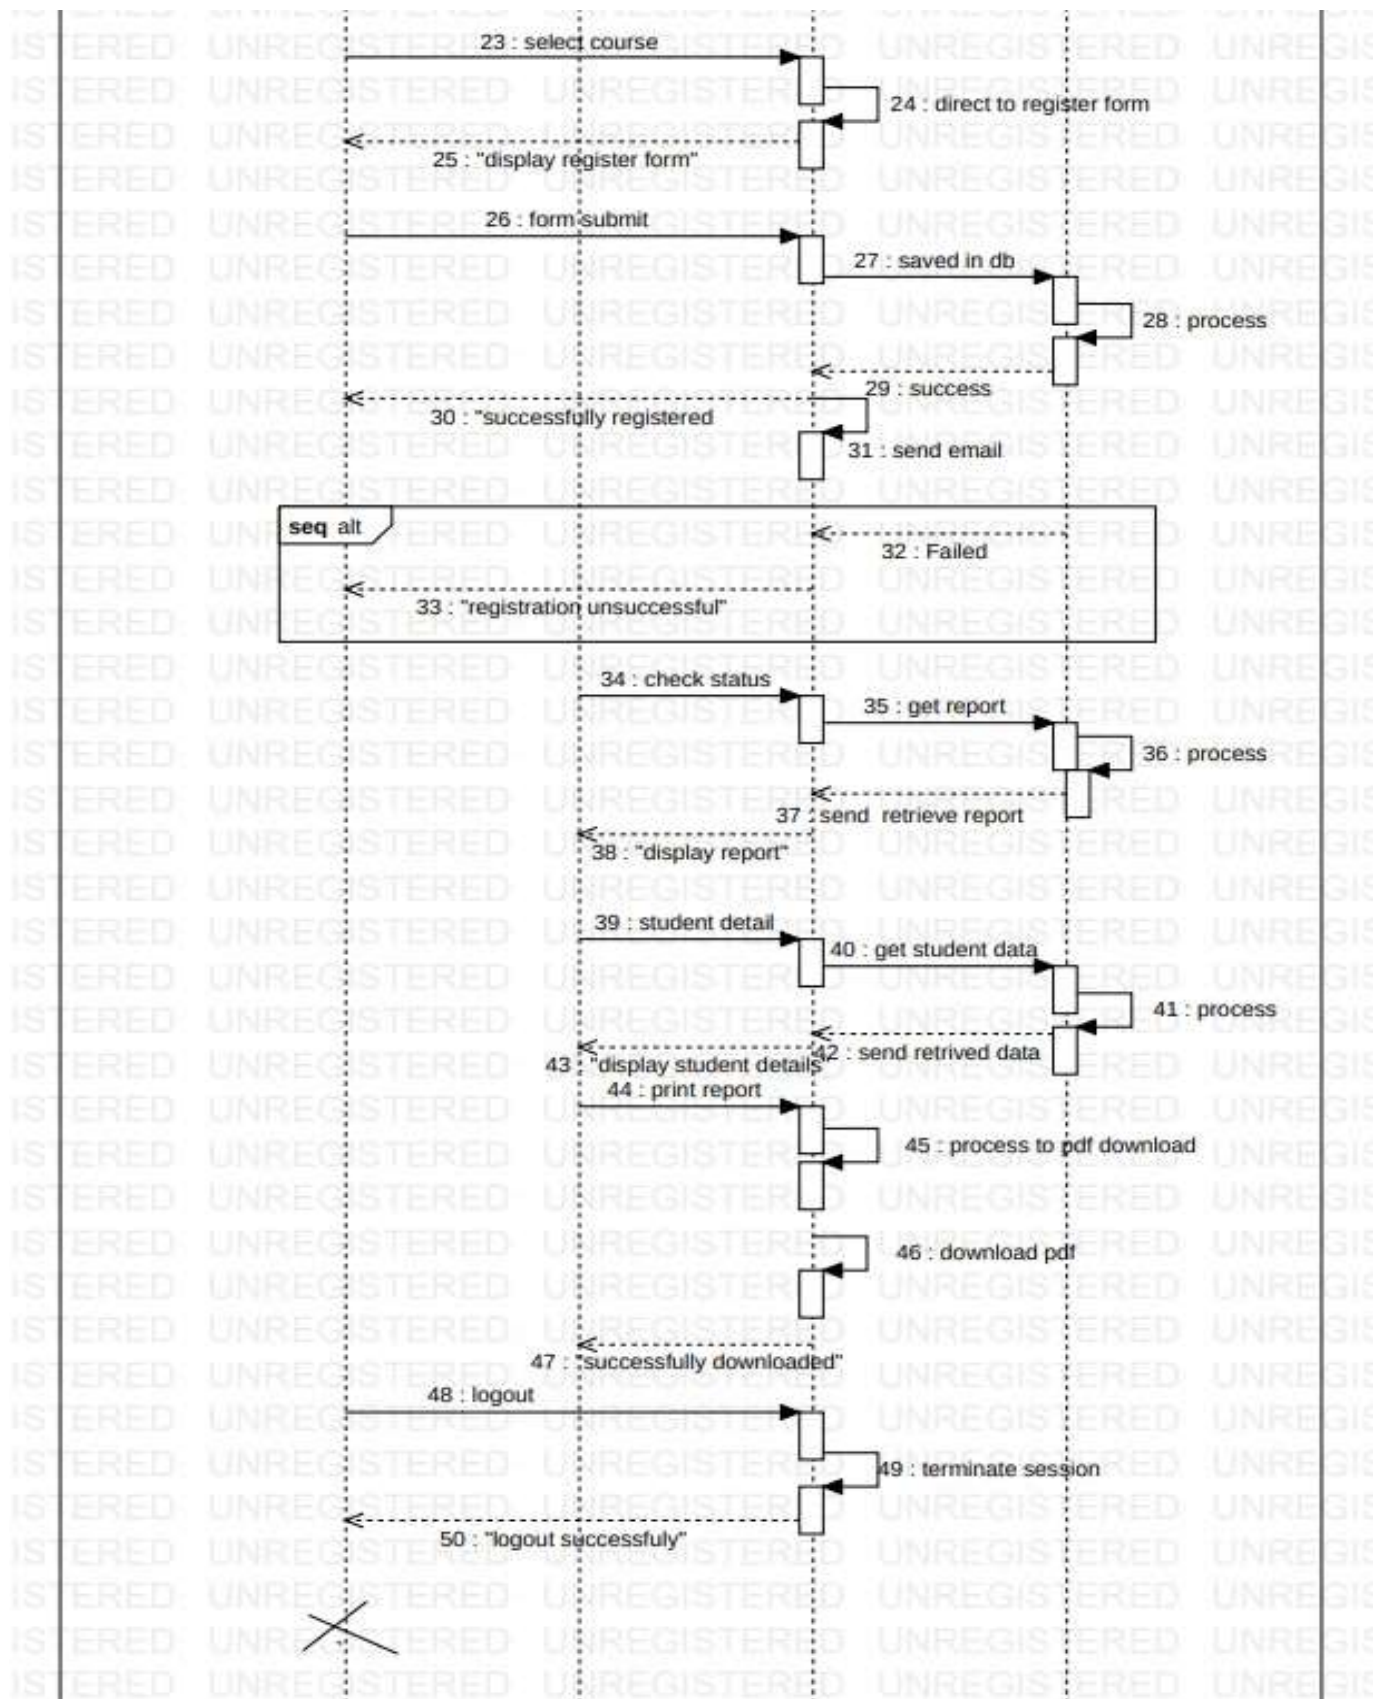 23 : select course
24 : direct to register form
25 : "display register form"
26 : form submit
27 : saved in db
28 : process
29 : success
30 : "successfully registered
31 : send email
seq alt
32 : Failed
33 : "registration unsuccessful"
34 : check status
35 : get report
36 : process
37 : send retrieve report
38 : "display report"
39 : student detail
40 : get student data
41 : process
42 : send retrived data
43 : "display student details
44 : print report
45 : process to pdf download
46 : download pdf
47 : "successfully downloaded"
48 : logout
49 : terminate session
50 : "logout successfuly"
UNREGISTERED